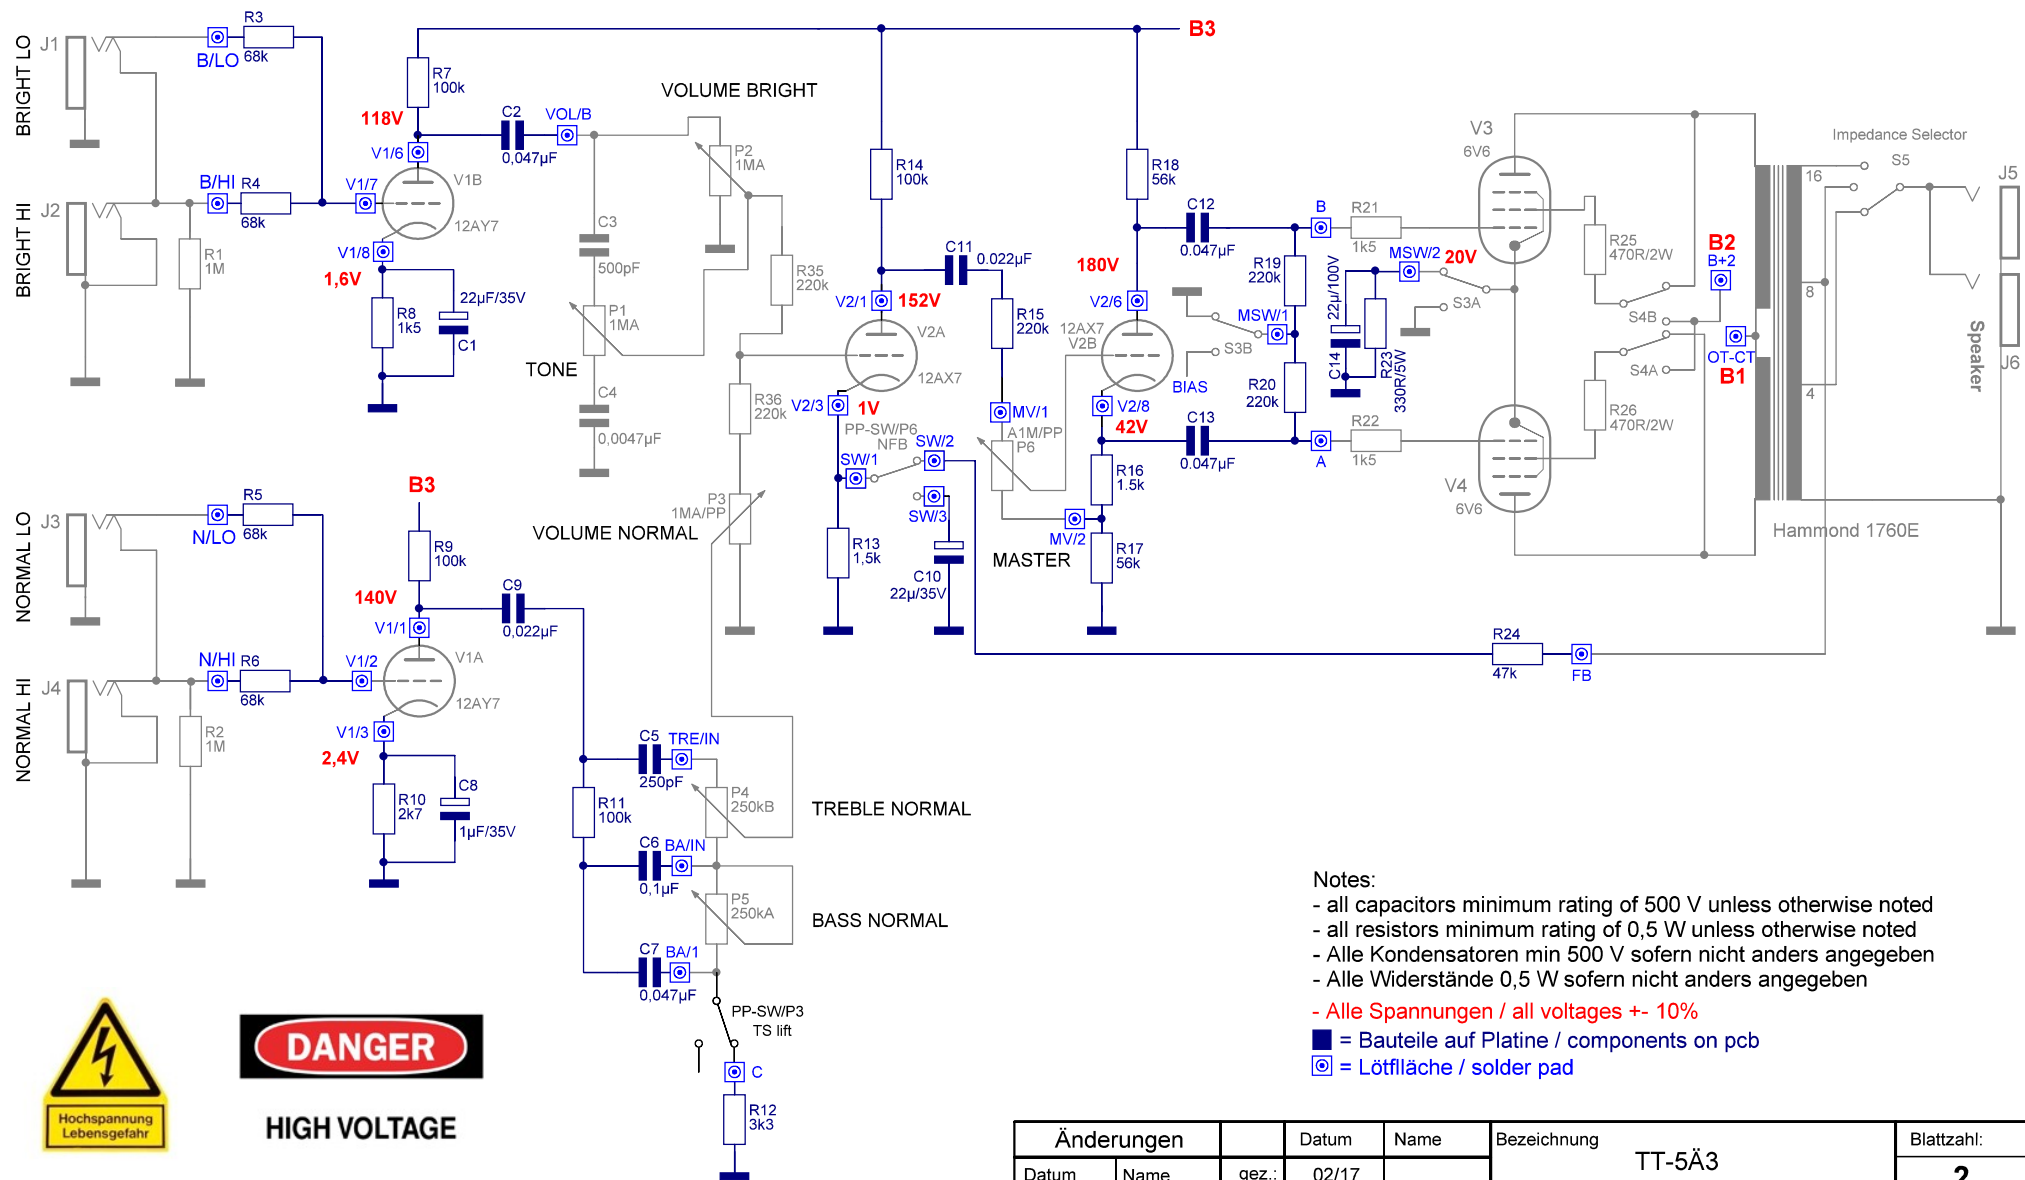 BRIGHT LO
J1
B/LO
R3
68k
BRIGHT HI
J2
R1
1M
B/HI
R4
68k
V1/7
R7
100k
118V
V1/6
V1B
12AY7
V1/8
1,6V
R8
1k5
22µF/35V
C1
C2
0,047µF
VOL/B
VOLUME BRIGHT
P2
1MA
C3
500pF
P1
1MA
TONE
C4
0,0047µF
R35
220k
R36
220k
P3
1MA/PP
VOLUME NORMAL
B3
R14
100k
V2/1
152V
V2A
12AX7
V2/3
1V
PP-SW/P6
NFB
SW/1
SW/2
SW/3
R13
1,5k
C10
22µ/35V
C11
0.022µF
R15
220k
MV/1
A1M/PP
P6
MASTER
MV/2
R18
56k
180V
V2/6
12AX7
V2B
V2/8
42V
R16
1.5k
R17
56k
C12
0.047µF
C13
0.047µF
R19
220k
R20
220k
MSW/1
S3B
BIAS
B
A
R21
1k5
R22
1k5
22µ/100V
C14
R23
330R/5W
MSW/2
20V
S3A
V3
6V6
V4
6V6
R25
470R/2W
R26
470R/2W
S4B
S4A
B2
B+2
OT-CT
B1
Impedance Selector
S5
16
8
4
J5
Speaker
J6
Hammond 1760E
R24
47k
FB
NORMAL LO
J3
N/LO
R5
68k
NORMAL HI
J4
R2
1M
N/HI
R6
68k
V1/2
B3
R9
100k
140V
V1/1
V1A
12AY7
V1/3
2,4V
R10
2k7
C8
1µF/35V
C9
0,022µF
R11
100k
C5
250pF
TRE/IN
P4
250kB
TREBLE NORMAL
C6
0,1µF
BA/IN
P5
250kA
BASS NORMAL
C7
0,047µF
BA/1
PP-SW/P3
TS lift
C
R12
3k3
Notes:
- all capacitors minimum rating of 500 V unless otherwise noted
- all resistors minimum rating of 0,5 W unless otherwise noted
- Alle Kondensatoren min 500 V sofern nicht anders angegeben
- Alle Widerstände 0,5 W sofern nicht anders angegeben
- Alle Spannungen / all voltages +- 10%
= Bauteile auf Platine / components on pcb
= Lötflläche / solder pad
Hochspannung
Lebensgefahr
DANGER
HIGH VOLTAGE
Änderungen
Datum
Name
Bezeichnung
Blattzahl:
TT-5Ä3
Datum
Name
gez.:
02/17
2